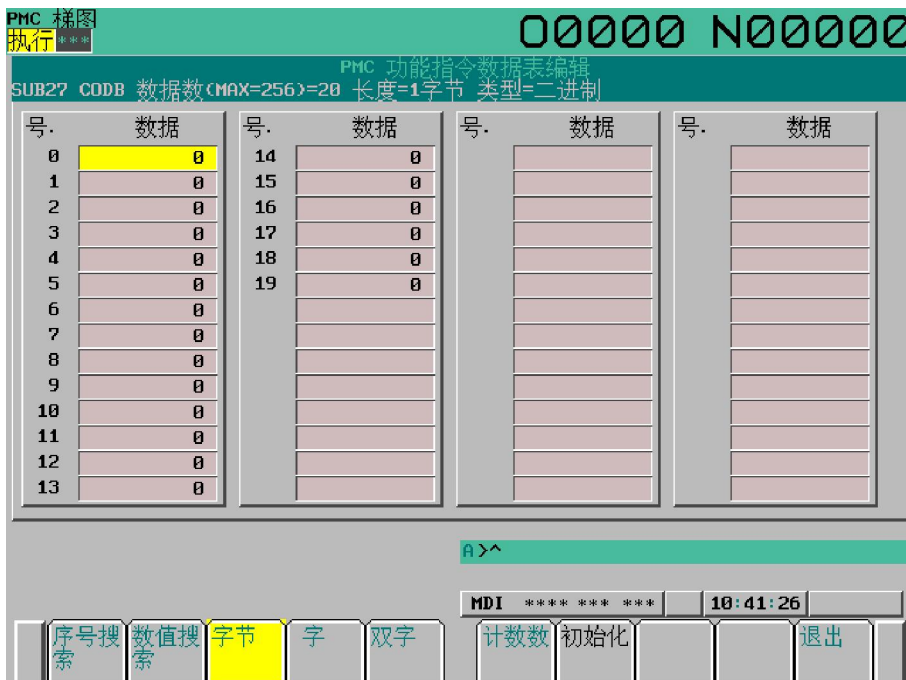 PMC 梯图
执行 *** O0000 N00000
PMC 功能指令数据表编辑
SUB27 CODB 数据数(MAX=256)=20 长度=1字节 类型=二进制
号. 数据 号. 数据 号. 数据 号. 数据
0 0 14 0
1 0 15 0
2 0 16 0
3 0 17 0
4 0 18 0
5 0 19 0
6 0
7 0
8 0
9 0
10 0
11 0
12 0
13 0
A>^
MDI **** *** *** 10:41:26
序号搜索 数值搜索 字节 字 双字 计数数 初始化 退出